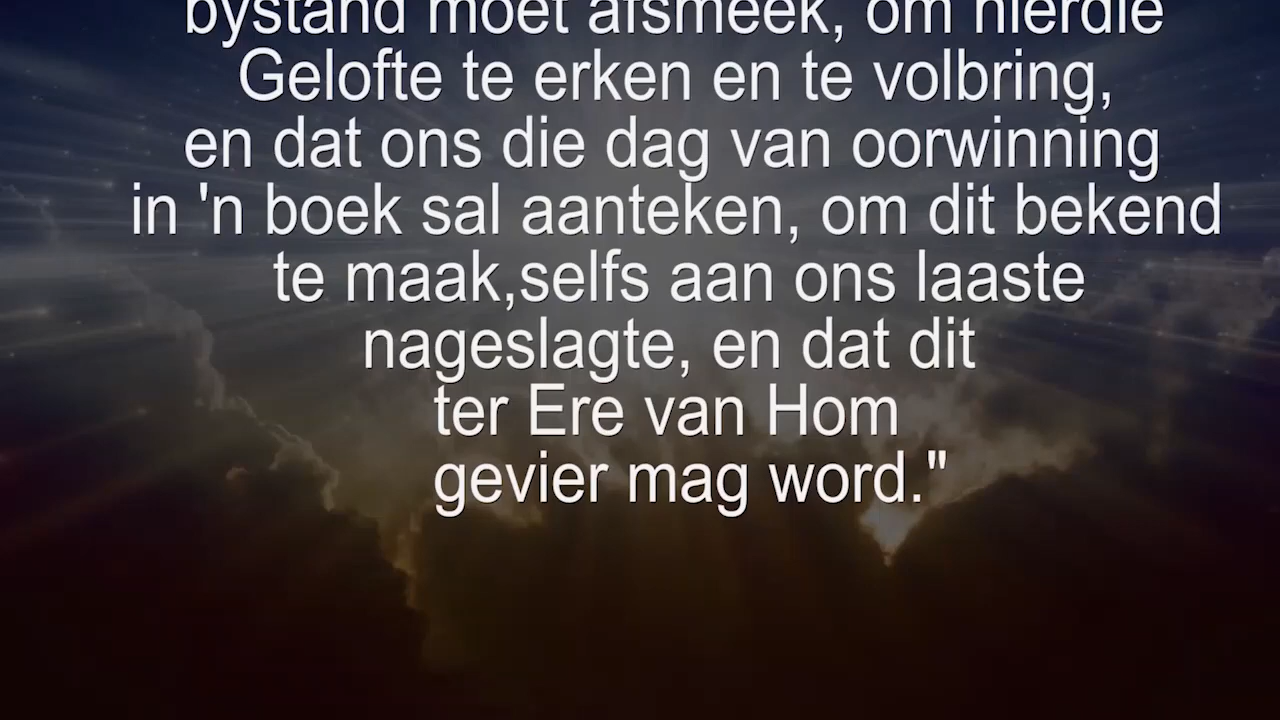 bystand moet afsmeek, om hierdie
Gelofte te erken en te volbring,
en dat ons die dag van oorwinning
in 'n boek sal aanteken, om dit bekend
te maak,selfs aan ons laaste
nageslagte, en dat dit
ter Ere van Hom
gevier mag word."